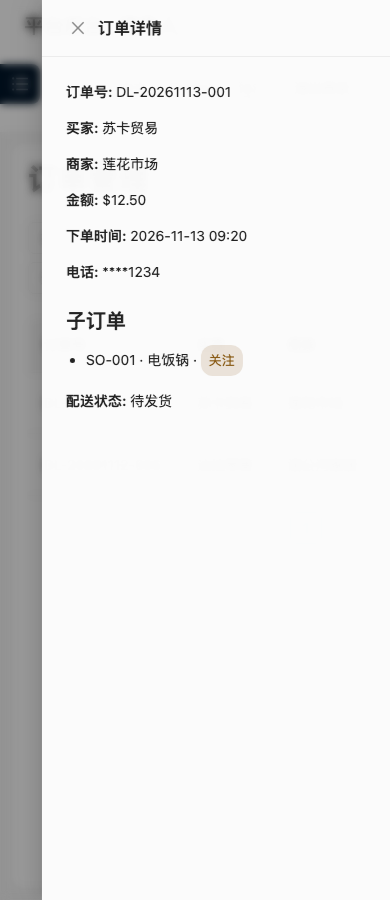 订单详情
订单号: DL-20261113-001
买家: 苏卡贸易
商家: 莲花市场
金额: $12.50
下单时间: 2026-11-13 09:20
电话: ****1234
子订单
SO-001 · 电饭锅 · 关注
配送状态: 待发货